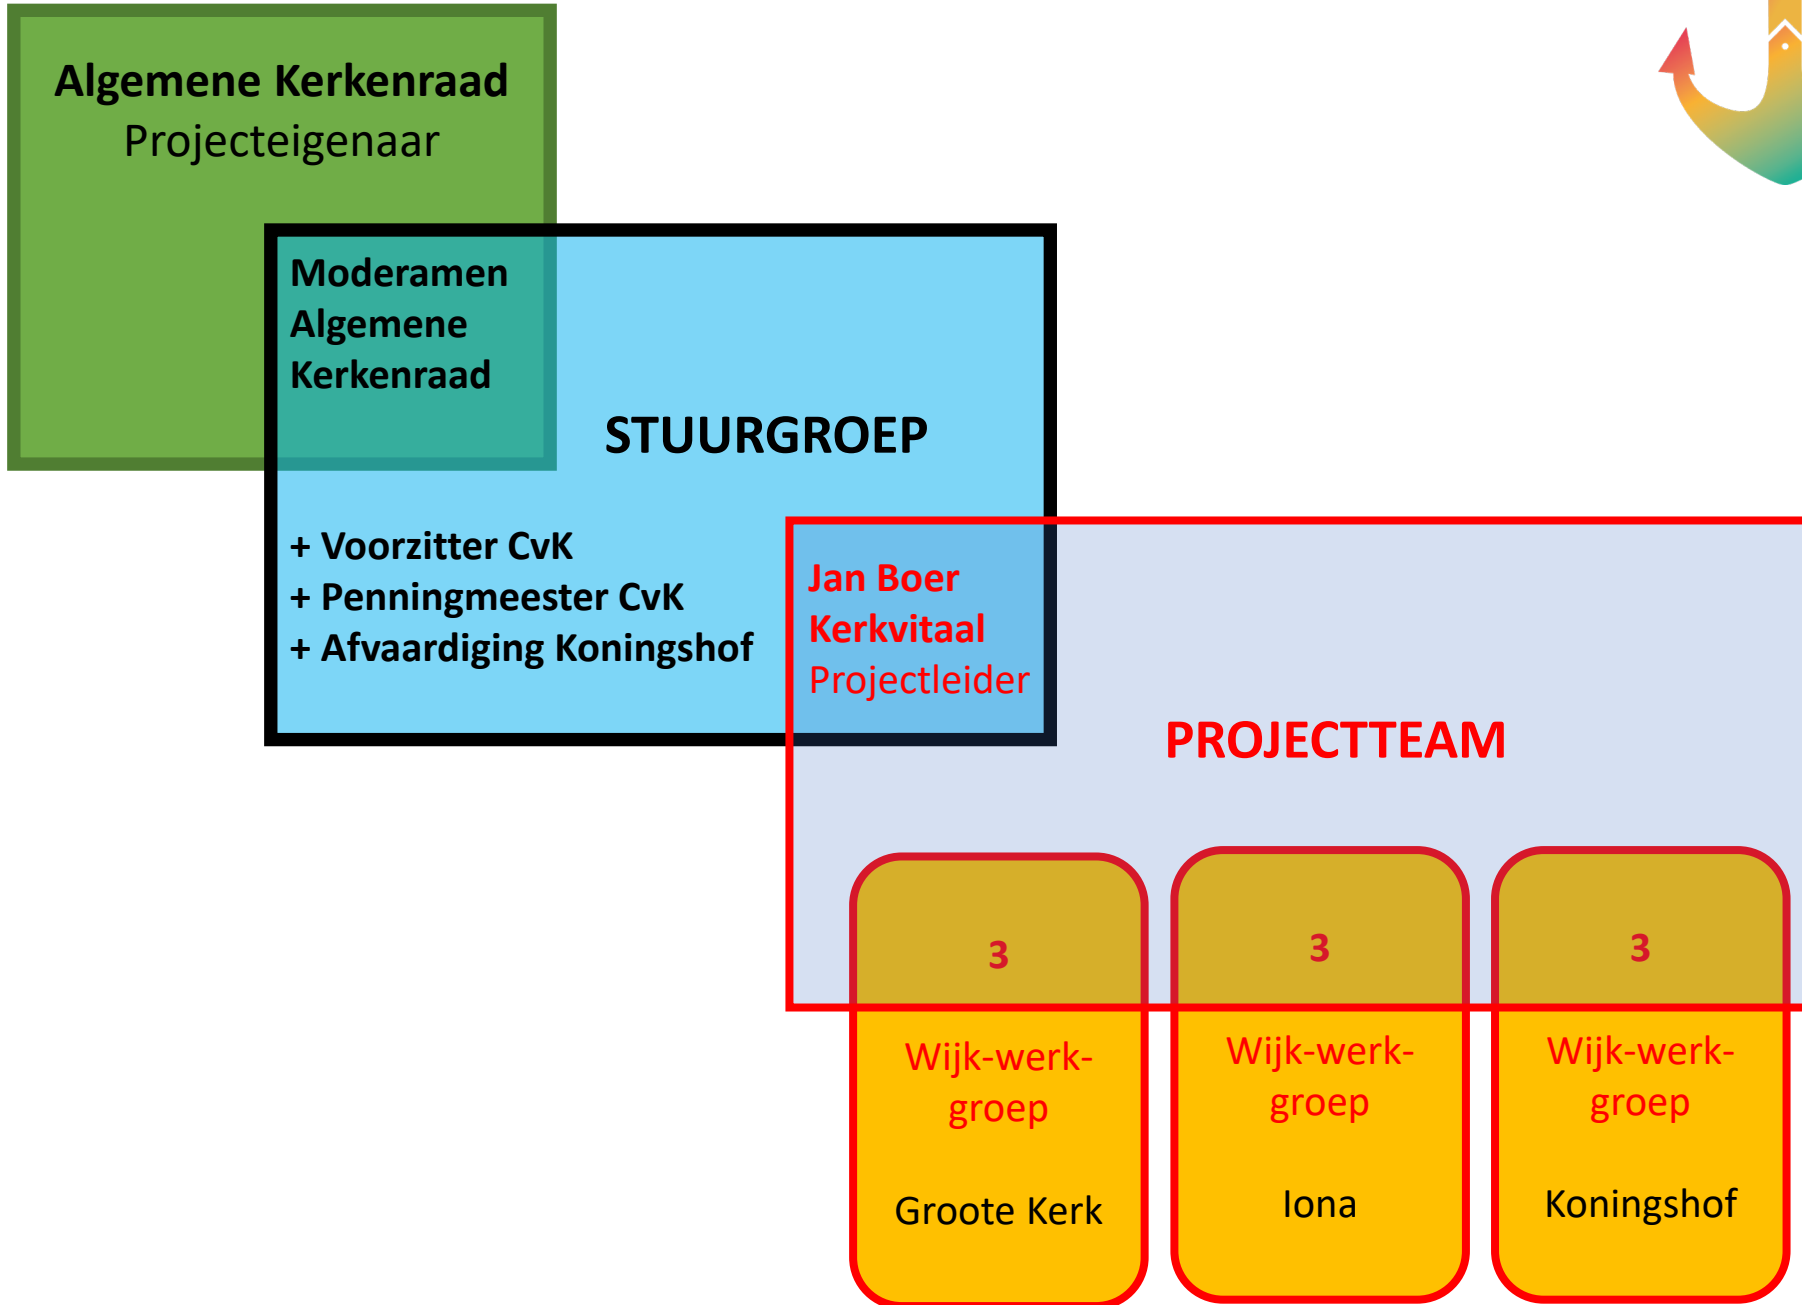 Algemene Kerkenraad
Projecteigenaar
Moderamen
Algemene
Kerkenraad
STUURGROEP
+ Voorzitter CvK
+ Penningmeester CvK
+ Afvaardiging Koningshof
Jan Boer
Kerkvitaal
Projectleider
PROJECTTEAM
3
Wijk-werk-
groep
Groote Kerk
3
Wijk-werk-
groep
Iona
3
Wijk-werk-
groep
Koningshof